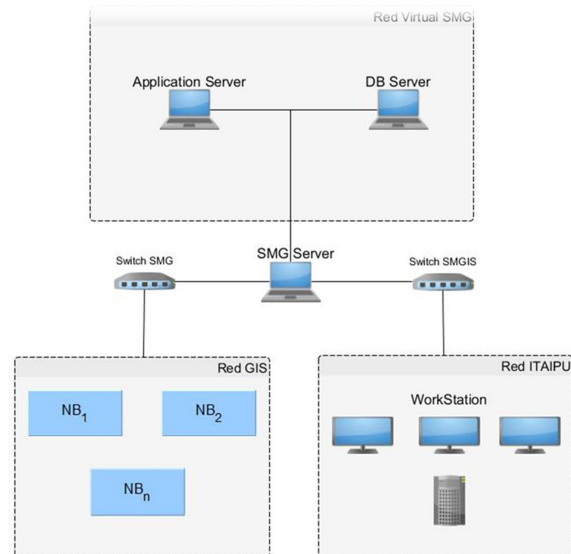 Red Virtual SMG
Application Server
DB Server
SMG Server
Switch SMG
Switch SMGIS
Red GIS
NB1
NB2
NBn
Red ITAIPU
WorkStation